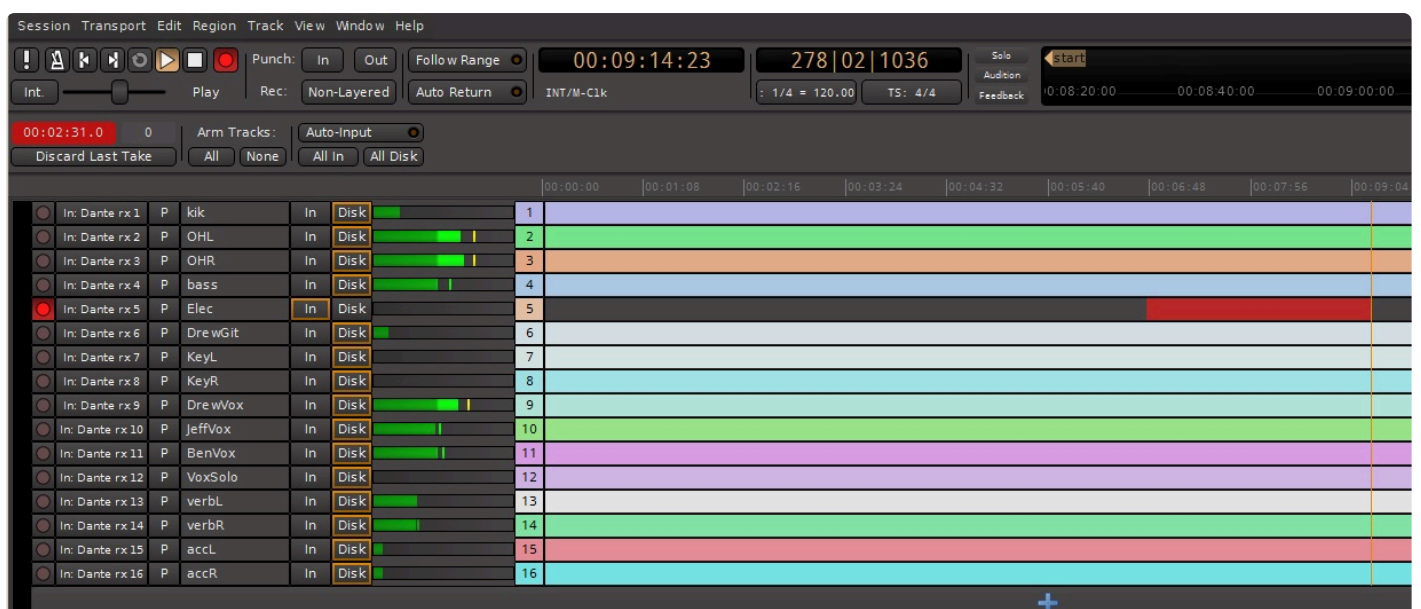 Session Transport Edit Region Track View Window Help
Punch: In Out Follow Range 00:09:14:23 278|02|1036 Solo start
Audition
Int. Play Rec: Non-Layered Auto Return INT/M-Clk : 1/4 = 120.00 TS: 4/4 Feedback 0:08:20:00 00:08:40:00 00:09:00:00
00:02:31.0 0 Arm Tracks: Auto-Input
Discard Last Take All None All In All Disk
00:00:00 00:01:08 00:02:16 00:03:24 00:04:32 00:05:40 00:06:48 00:07:56 00:09:04
In: Dante rx 1 P kik In Disk 1
In: Dante rx 2 P OHL In Disk 2
In: Dante rx 3 P OHR In Disk 3
In: Dante rx 4 P bass In Disk 4
In: Dante rx 5 P Elec In Disk 5
In: Dante rx 6 P DrewGit In Disk 6
In: Dante rx 7 P KeyL In Disk 7
In: Dante rx 8 P KeyR In Disk 8
In: Dante rx 9 P DrewVox In Disk 9
In: Dante rx 10 P JeffVox In Disk 10
In: Dante rx 11 P BenVox In Disk 11
In: Dante rx 12 P VoxSolo In Disk 12
In: Dante rx 13 P verbL In Disk 13
In: Dante rx 14 P verbR In Disk 14
In: Dante rx 15 P accL In Disk 15
In: Dante rx 16 P accR In Disk 16